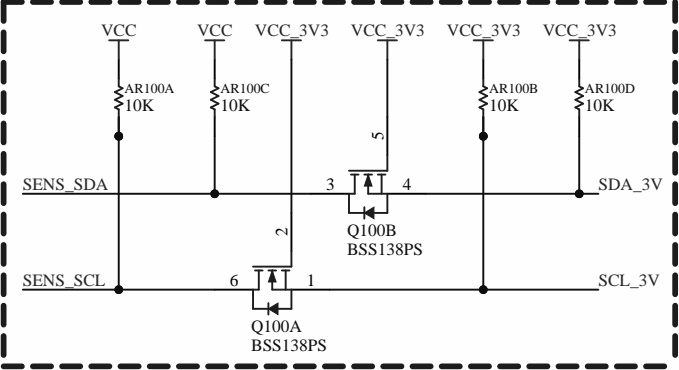 VCC VCC VCC_3V3 VCC_3V3 VCC_3V3 VCC_3V3
AR100A AR100C AR100B AR100D
10K 10K 10K 10K
5
SENS_SDA 3 4 SDA_3V
2
Q100B
BSS138PS
SENS_SCL 6 1 SCL_3V
Q100A
BSS138PS